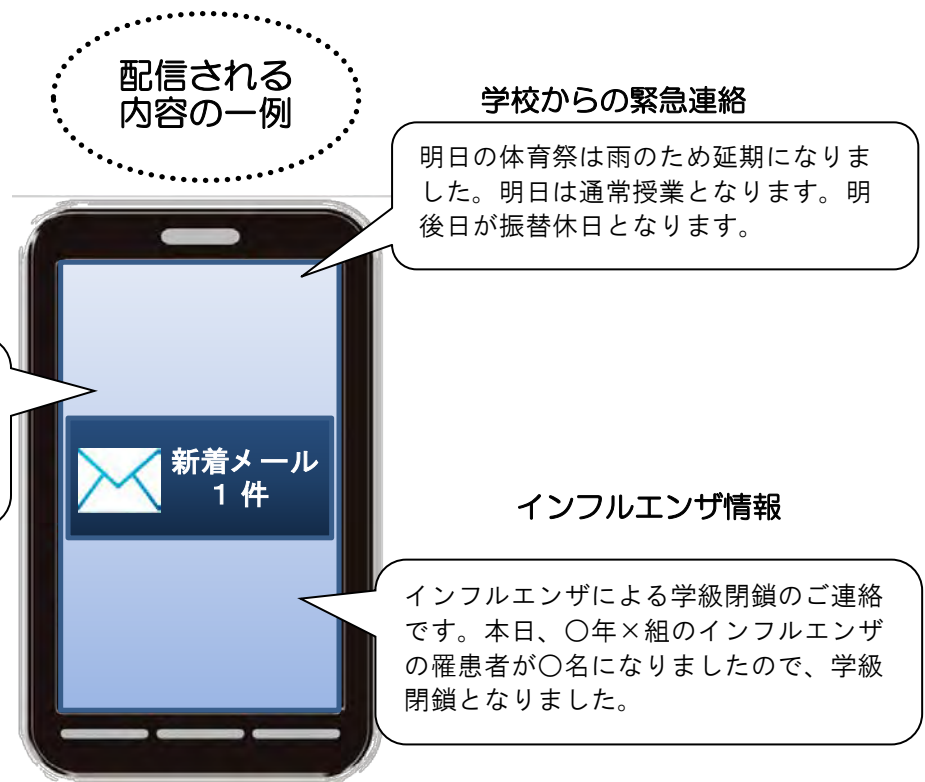 配信される
内容の一例
学校からの緊急連絡
明日の体育祭は雨のため延期になりま
した。明日は通常授業となります。明
後日が振替休日となります。
新着メール
１件
インフルエンザ情報
インフルエンザによる学級閉鎖のご連絡
です。本日、〇年×組のインフルエンザ
の罹患者が〇名になりましたので、学級
閉鎖となりました。